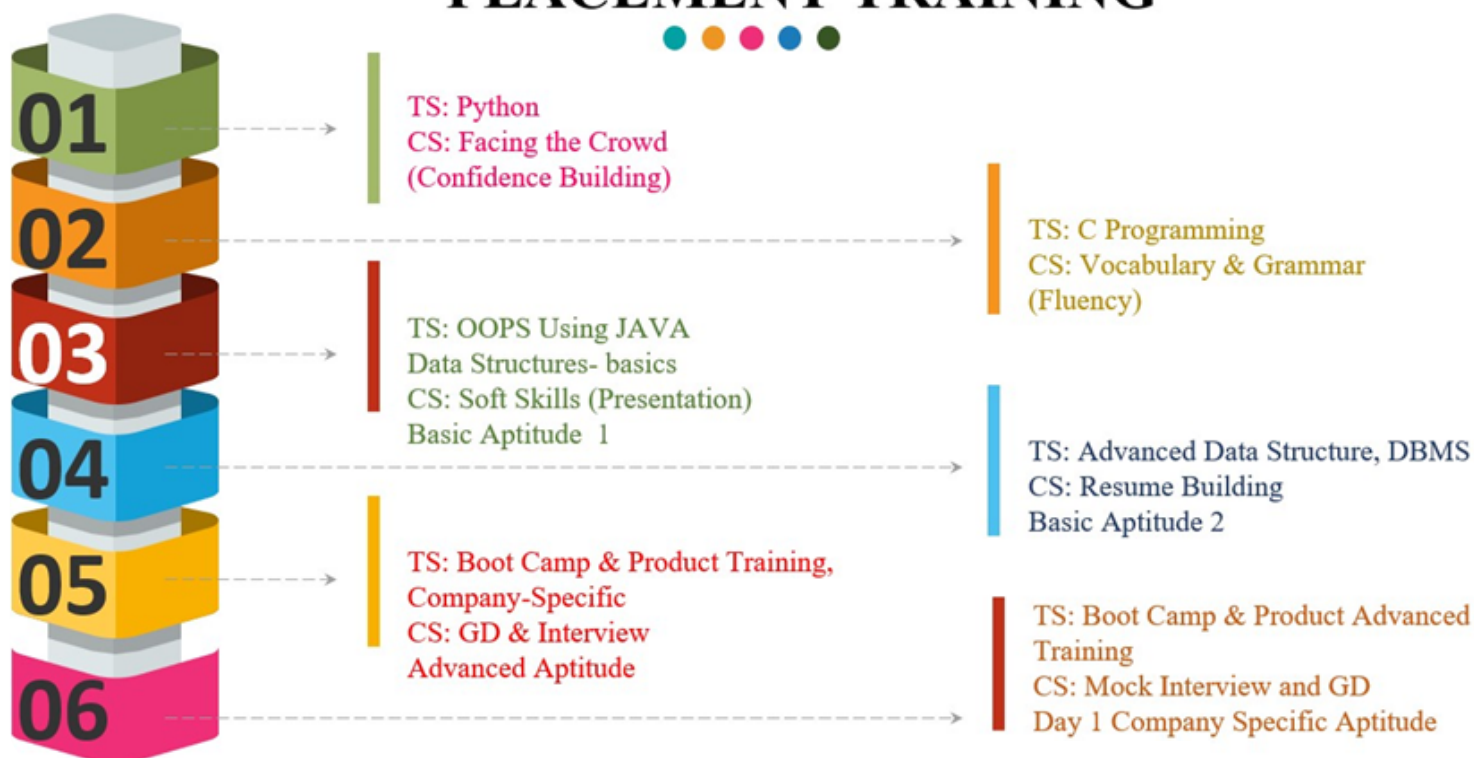 PLACEMENT TRAINING
01
TS: Python
CS: Facing the Crowd
(Confidence Building)
02
TS: C Programming
CS: Vocabulary & Grammar
(Fluency)
03
TS: OOPS Using JAVA
Data Structures- basics
CS: Soft Skills (Presentation)
Basic Aptitude 1
04
TS: Advanced Data Structure, DBMS
CS: Resume Building
Basic Aptitude 2
05
TS: Boot Camp & Product Training,
Company-Specific
CS: GD & Interview
Advanced Aptitude
06
TS: Boot Camp & Product Advanced
Training
CS: Mock Interview and GD
Day 1 Company Specific Aptitude